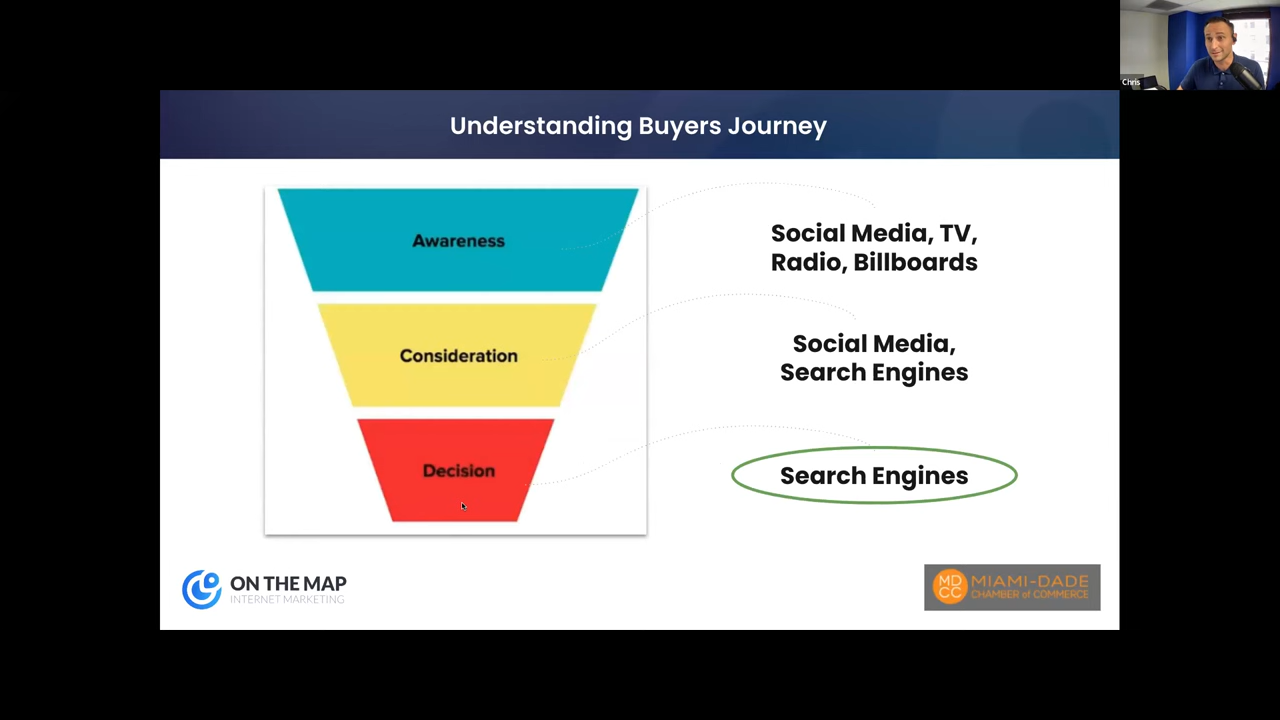 Chris
Understanding Buyers Journey
Awareness
Social Media, TV,
Radio, Billboards
Consideration
Social Media,
Search Engines
Decision
Search Engines
ON THE MAP
INTERNET MARKETING
MD
CC
MIAMI-DADE
CHAMBER of COMMERCE